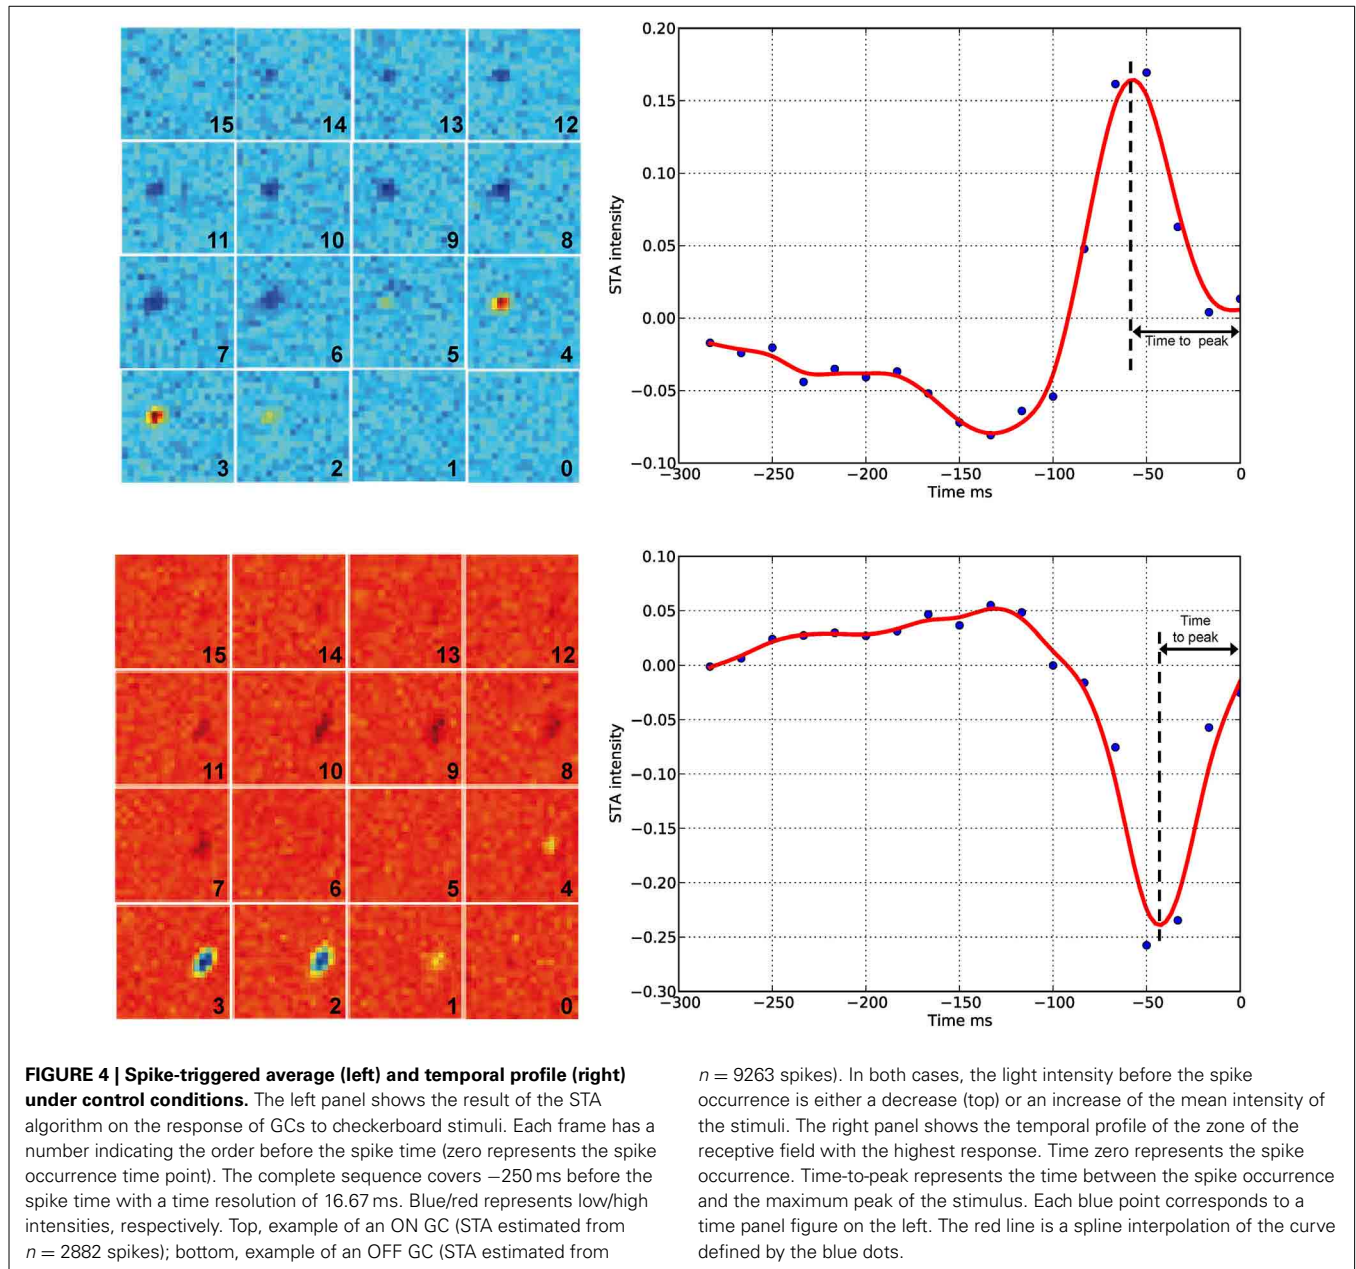 15 14 13 12
11 10 9 8
7 6 5 4
3 2 1 0
0.20
0.15
0.10
0.05
0.00
−0.05
−0.10
STA intensity
Time to peak
−300 −250 −200 −150 −100 −50 0
Time ms
15 14 13 12
11 10 9 8
7 6 5 4
3 2 1 0
0.10
0.05
0.00
−0.05
−0.10
−0.15
−0.20
−0.25
−0.30
STA intensity
Time
to peak
−300 −250 −200 −150 −100 −50 0
Time ms
FIGURE 4 | Spike-triggered average (left) and temporal profile (right)
under control conditions. The left panel shows the result of the STA
algorithm on the response of GCs to checkerboard stimuli. Each frame has a
number indicating the order before the spike time (zero represents the spike
occurrence time point). The complete sequence covers −250 ms before the
spike time with a time resolution of 16.67 ms. Blue/red represents low/high
intensities, respectively. Top, example of an ON GC (STA estimated from
n = 2882 spikes); bottom, example of an OFF GC (STA estimated from
n = 9263 spikes). In both cases, the light intensity before the spike
occurrence is either a decrease (top) or an increase of the mean intensity of
the stimuli. The right panel shows the temporal profile of the zone of the
receptive field with the highest response. Time zero represents the spike
occurrence. Time-to-peak represents the time between the spike occurrence
and the maximum peak of the stimulus. Each blue point corresponds to a
time panel figure on the left. The red line is a spline interpolation of the curve
defined by the blue dots.